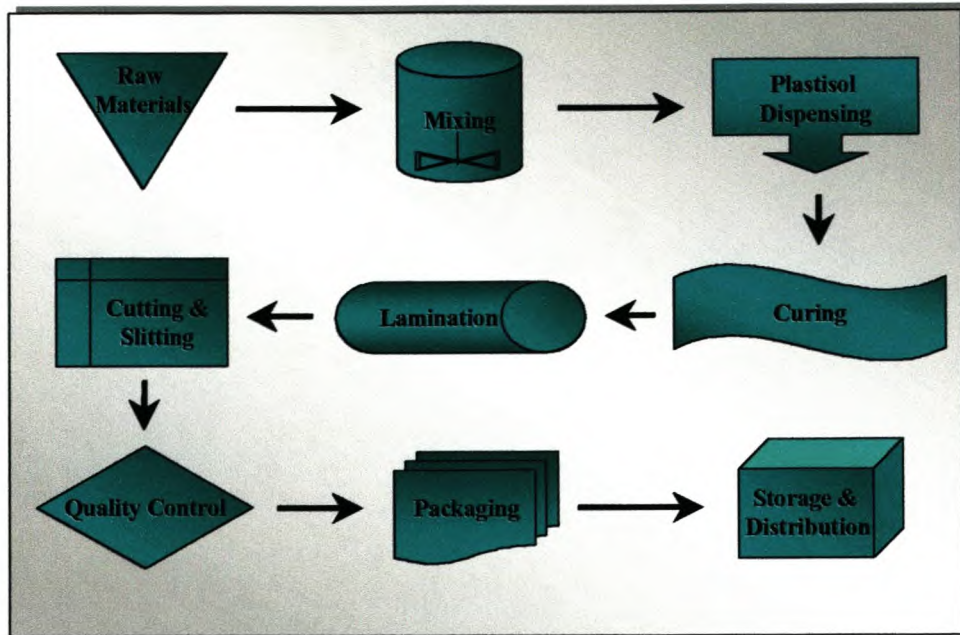 Raw
Materials
Mixing
Plastisol
Dispensing
Curing
Lamination
Cutting &
Slitting
Quality Control
Packaging
Storage &
Distribution